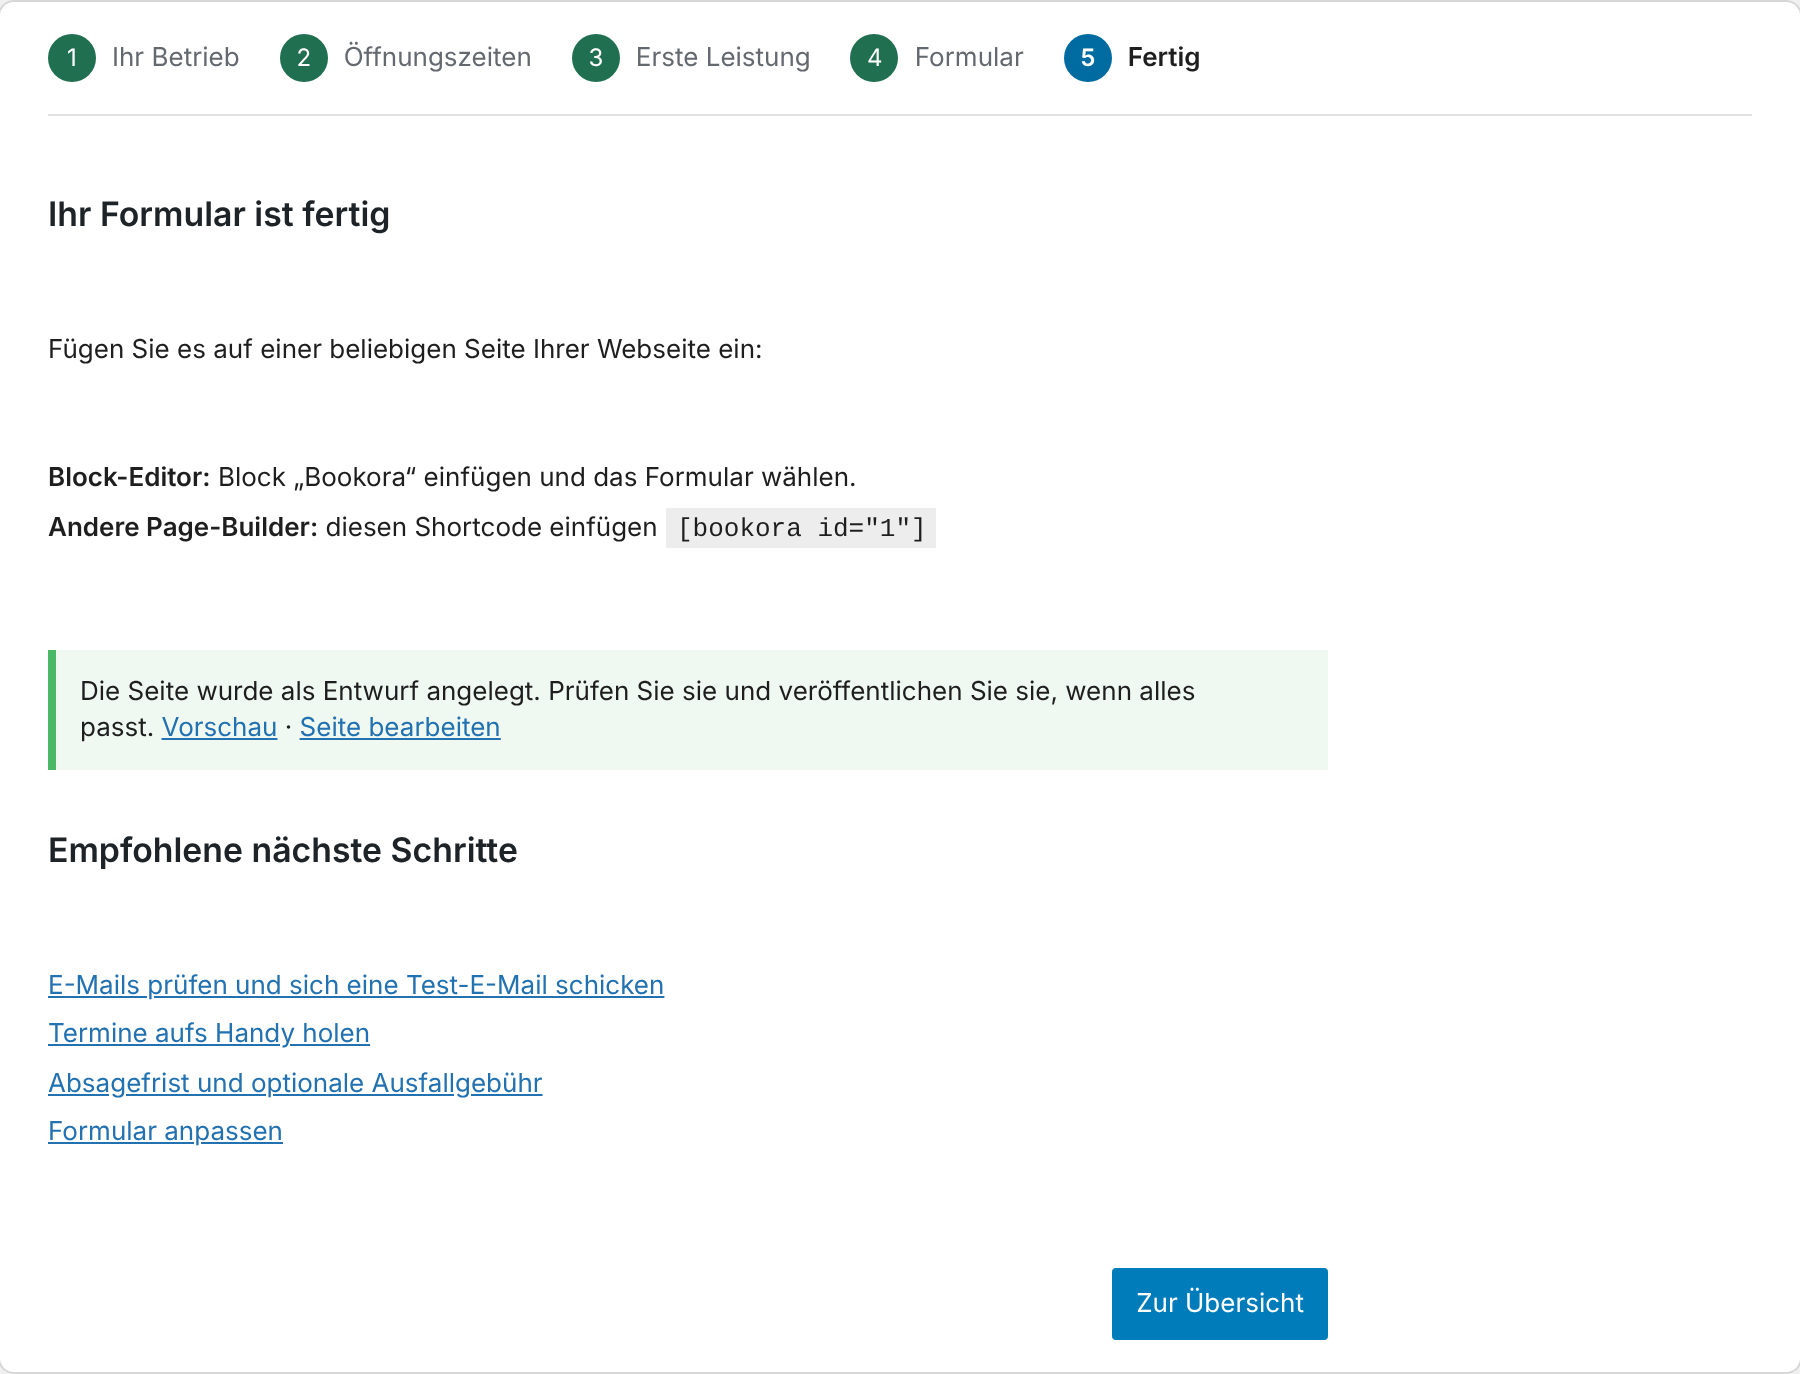 1 Ihr Betrieb 2 Öffnungszeiten 3 Erste Leistung 4 Formular 5 Fertig
Ihr Formular ist fertig
Fügen Sie es auf einer beliebigen Seite Ihrer Webseite ein:
Block-Editor: Block „Bookora“ einfügen und das Formular wählen.
Andere Page-Builder: diesen Shortcode einfügen [bookora id="1"]
Die Seite wurde als Entwurf angelegt. Prüfen Sie sie und veröffentlichen Sie sie, wenn alles
passt. Vorschau · Seite bearbeiten
Empfohlene nächste Schritte
E-Mails prüfen und sich eine Test-E-Mail schicken
Termine aufs Handy holen
Absagefrist und optionale Ausfallgebühr
Formular anpassen
Zur Übersicht